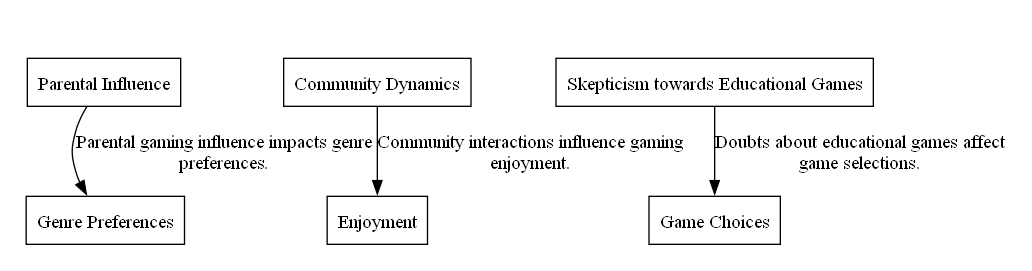 Parental Influence
Community Dynamics
Skepticism towards Educational Games
Parental gaming influence impacts genre
preferences.
Community interactions influence gaming
enjoyment.
Doubts about educational games affect
game selections.
Genre Preferences
Enjoyment
Game Choices